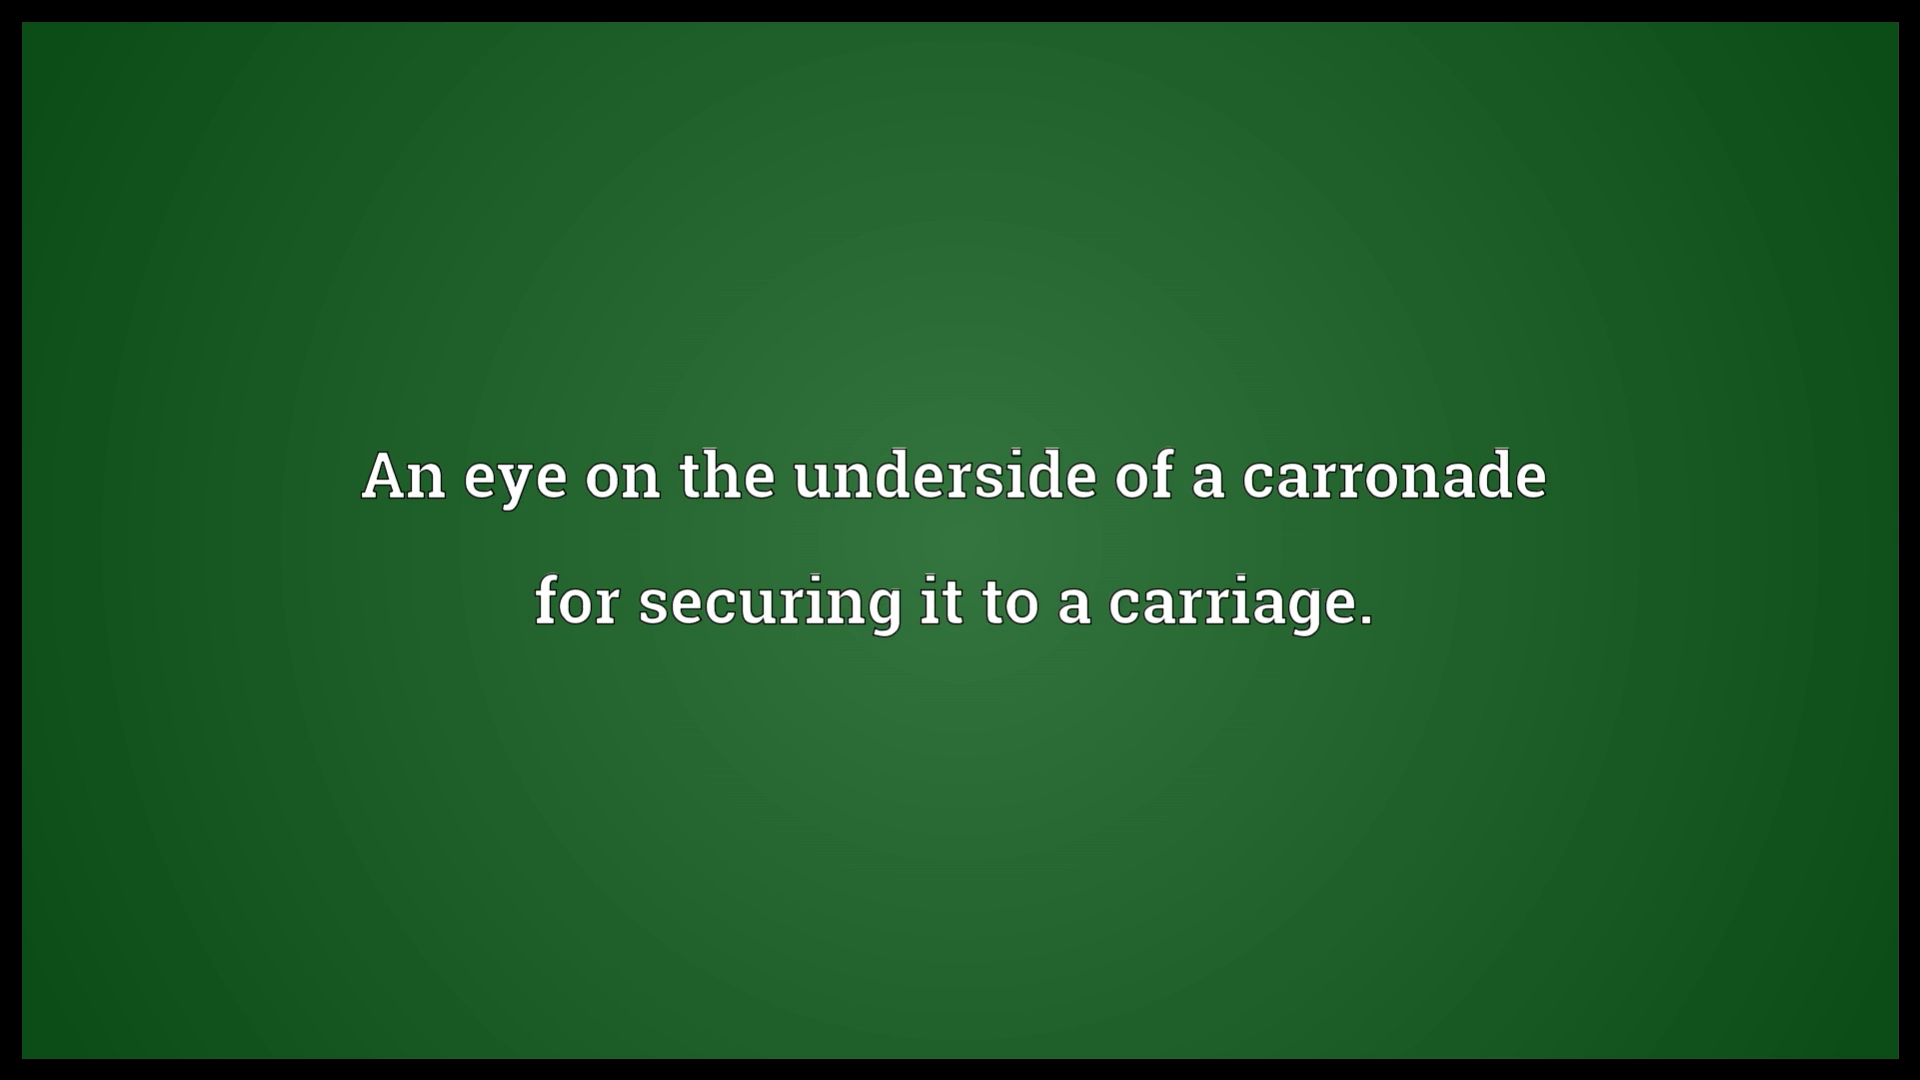 An eye on the underside of a carronade
for securing it to a carriage.